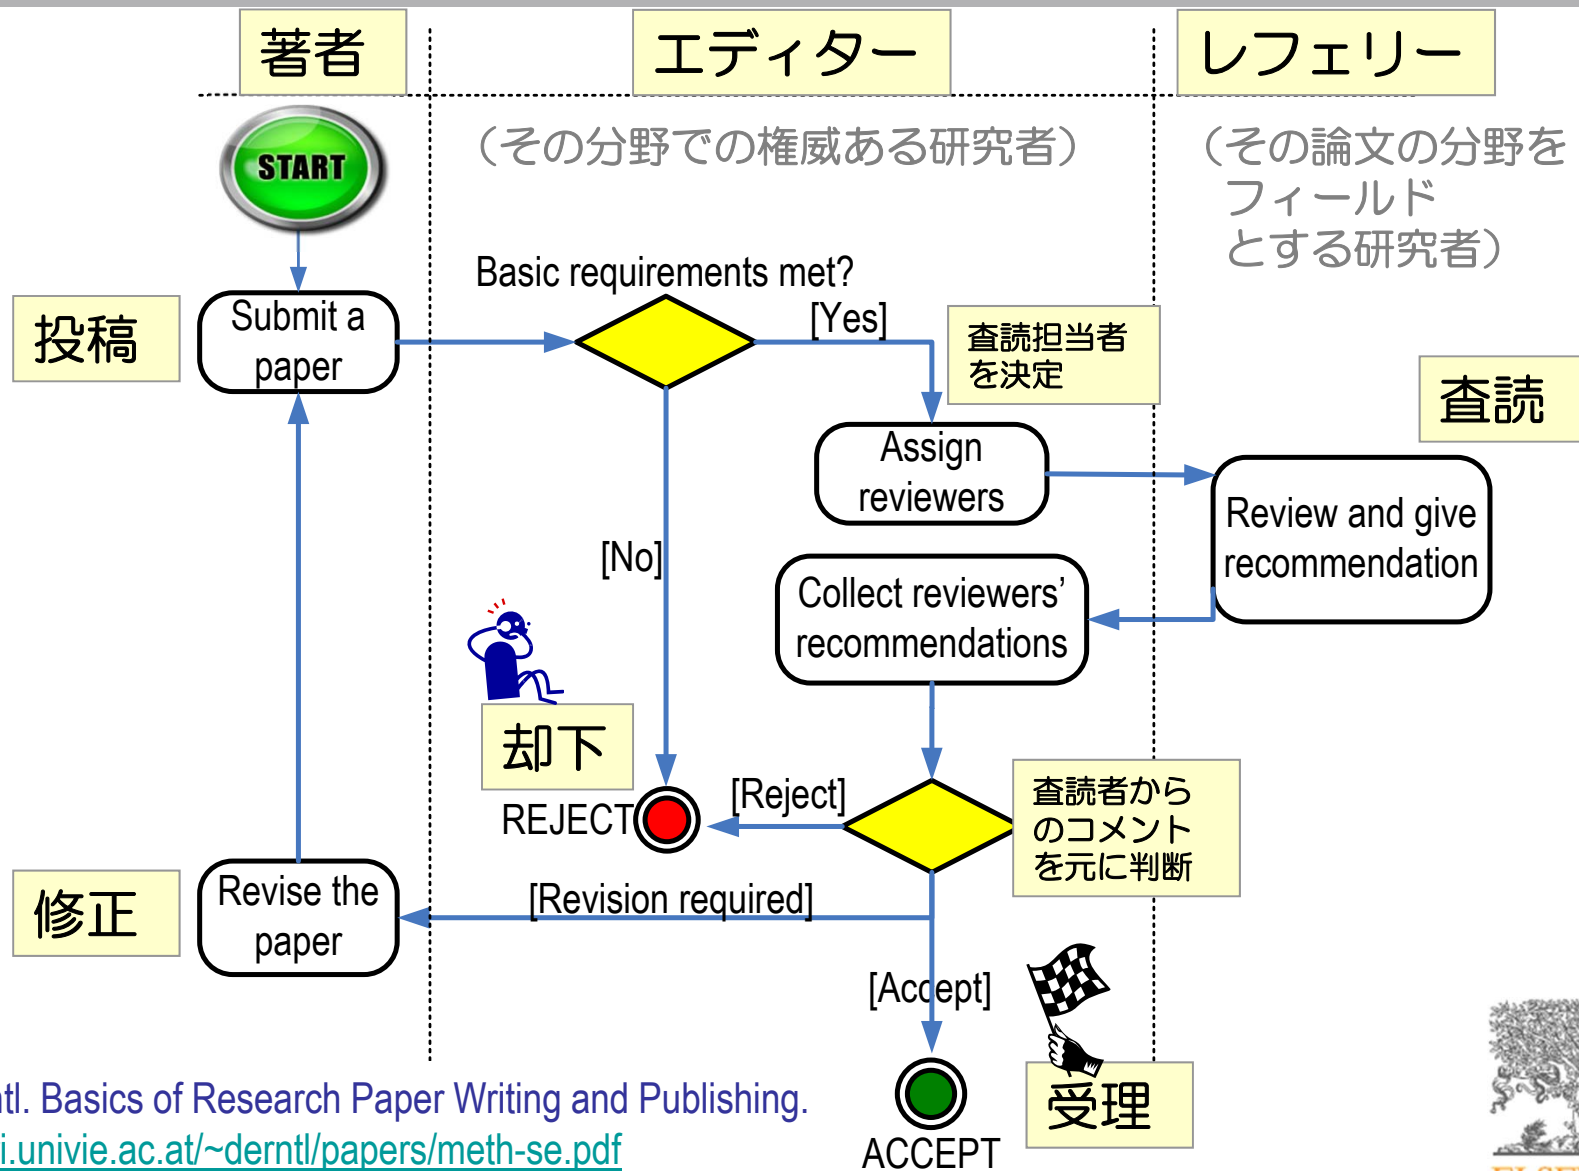 著者
エディター
レフェリー
START
（その分野での権威ある研究者）
（その論文の分野を
フィールド
とする研究者）
Basic requirements met?
投稿
Submit a
paper
[Yes]
査読担当者
を決定
査読
Assign
reviewers
Review and give
recommendation
[No]
Collect reviewers’
recommendations
却下
REJECT
[Reject]
査読者から
のコメント
を元に判断
修正
Revise the
paper
[Revision required]
[Accept]
受理
ACCEPT
ntl. Basics of Research Paper Writing and Publishing.
i.univie.ac.at/~derntl/papers/meth-se.pdf